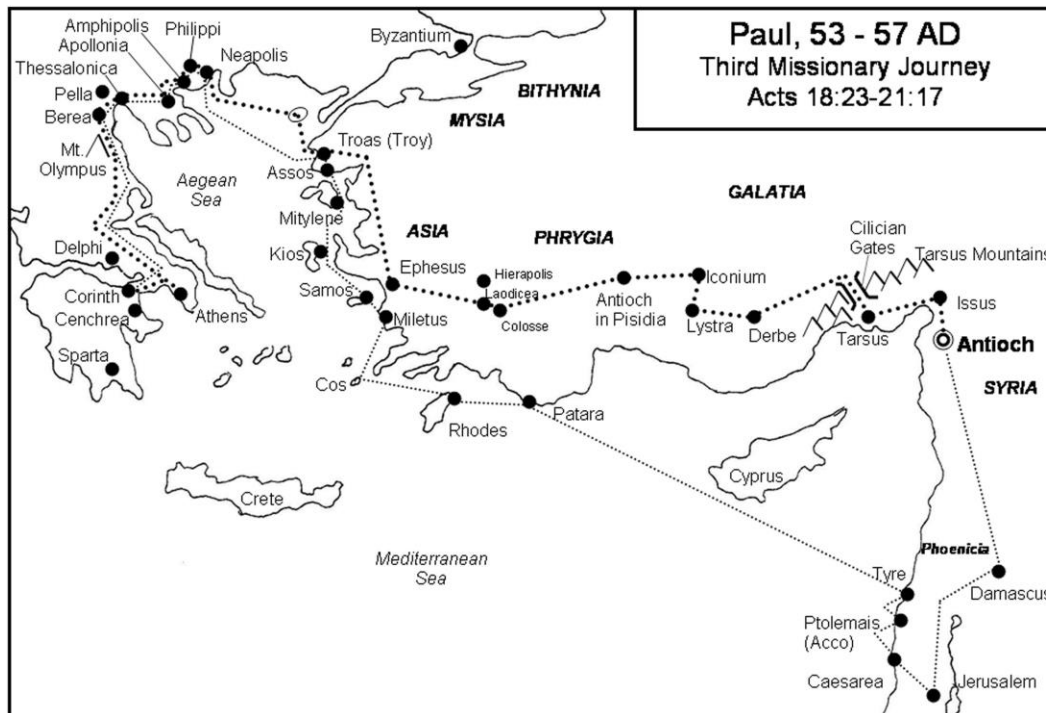 Paul, 53 - 57 AD
Third Missionary Journey
Acts 18:23-21:17
Amphipolis
Philippi
Apollonia
Neapolis
Thessalonica
Byzantium
Pella
Berea
BITHYNIA
MYSIA
Mt.
Olympus
Troas (Troy)
Assos
Aegean
Sea
Mitylene
GALATIA
ASIA
PHRYGIA
Cilician
Gates
Tarsus Mountains
Kios
Delphi
Ephesus
Hierapolis
Laodicea
Colosse
Iconium
Samos
Antioch
in Pisidia
Issus
Corinth
Cenchrea
Athens
Miletus
Lystra
Derbe
Tarsus
Antioch
Sparta
SYRIA
Cos
Rhodes
Patara
Cyprus
Crete
Mediterranean
Sea
Phoenicia
Tyre
Damascus
Ptolemais
(Acco)
Caesarea
Jerusalem